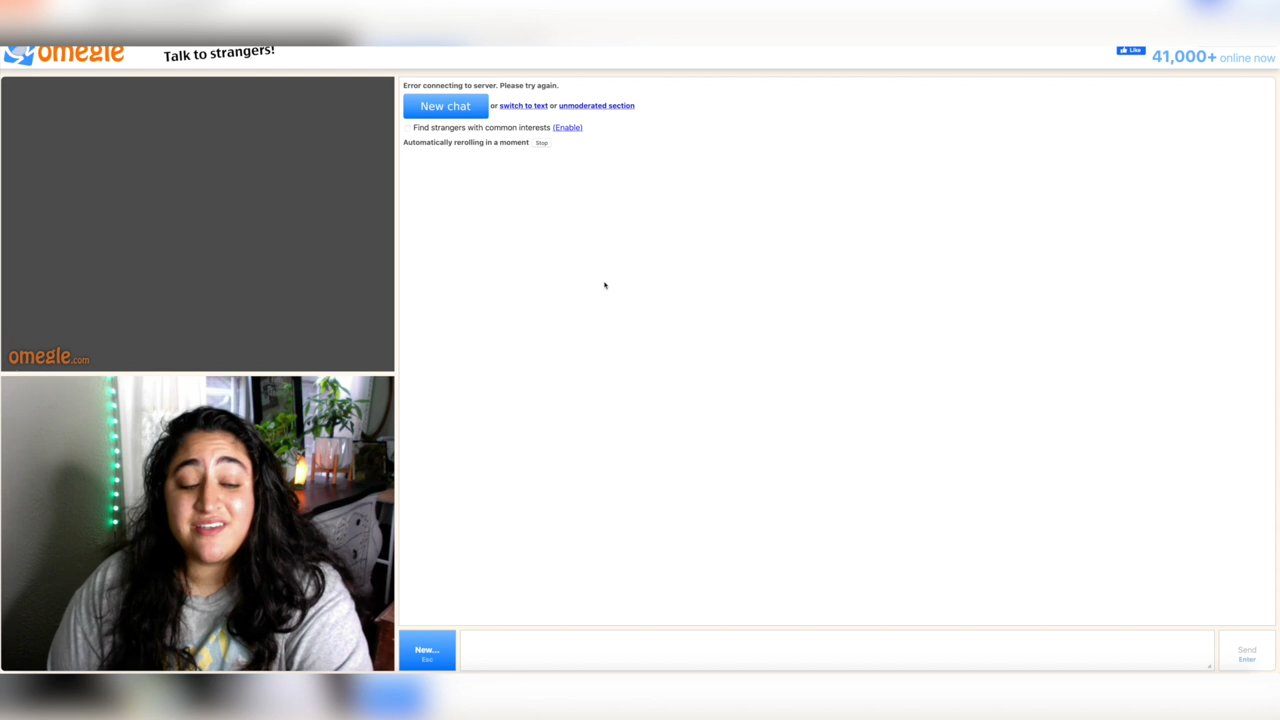 omegle
Talk to strangers!
Like
41,000+ online now
Error connecting to server. Please try again.
New chat or switch to text or unmoderated section
Find strangers with common interests (Enable)
Automatically rerolling in a moment Stop
omegle.com
New...
Esc
Send
Enter